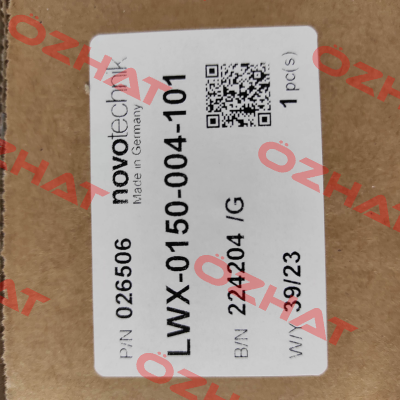 novotechnik
Made in Germany
P/N 026506
LWX-0150-004-101
B/N 224204 /G
W/Y 39/23
1 pc(s)
ÖZHAT
ÖZHAT
ÖZHAT
ÖZHAT
ÖZHAT
ÖZHAT
ÖZHAT